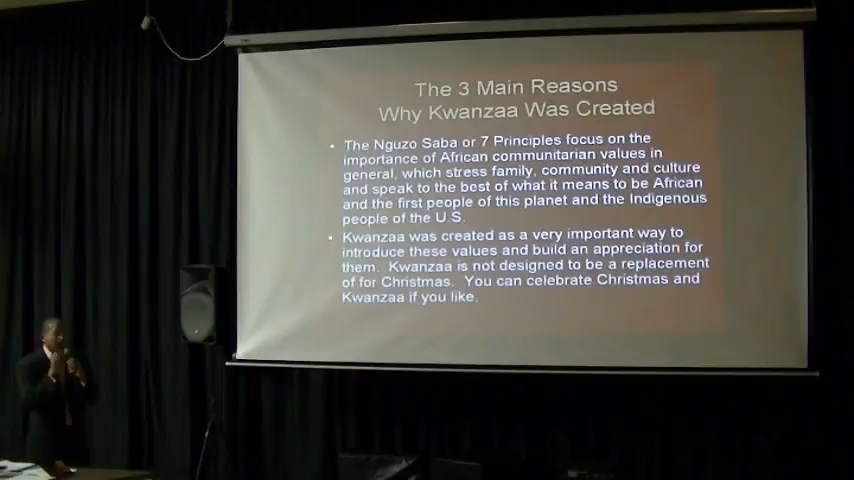 The 3 Main Reasons
Why Kwanzaa Was Created
• The Nguzo Saba or 7 Principles focus on the
importance of African communitarian values in
general, which stress family, community and culture
and speak to the best of what it means to be African
and the first people of this planet and the Indigenous
people of the U.S.
• Kwanzaa was created as a very important way to
introduce these values and build an appreciation for
them. Kwanzaa is not designed to be a replacement
of for Christmas. You can celebrate Christmas and
Kwanzaa if you like.